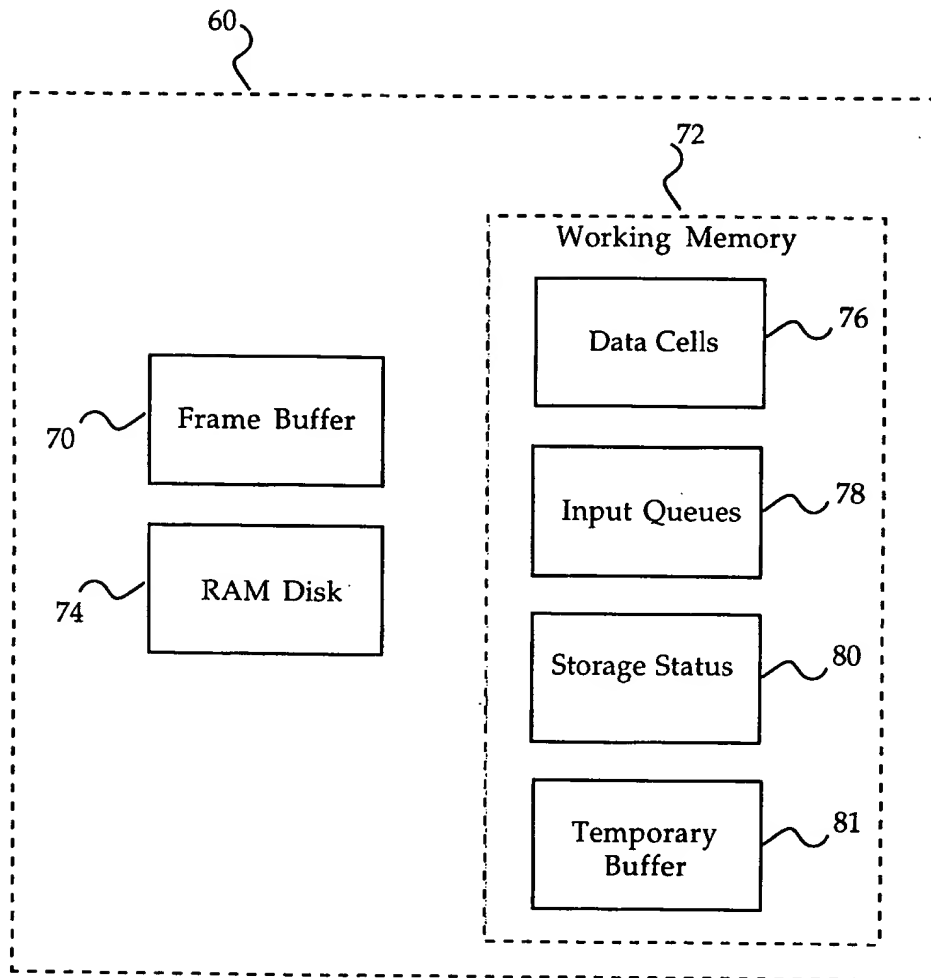 60
72
Working Memory
Data Cells
76
Frame Buffer
70
Input Queues
78
RAM Disk
74
Storage Status
80
Temporary
Buffer
81